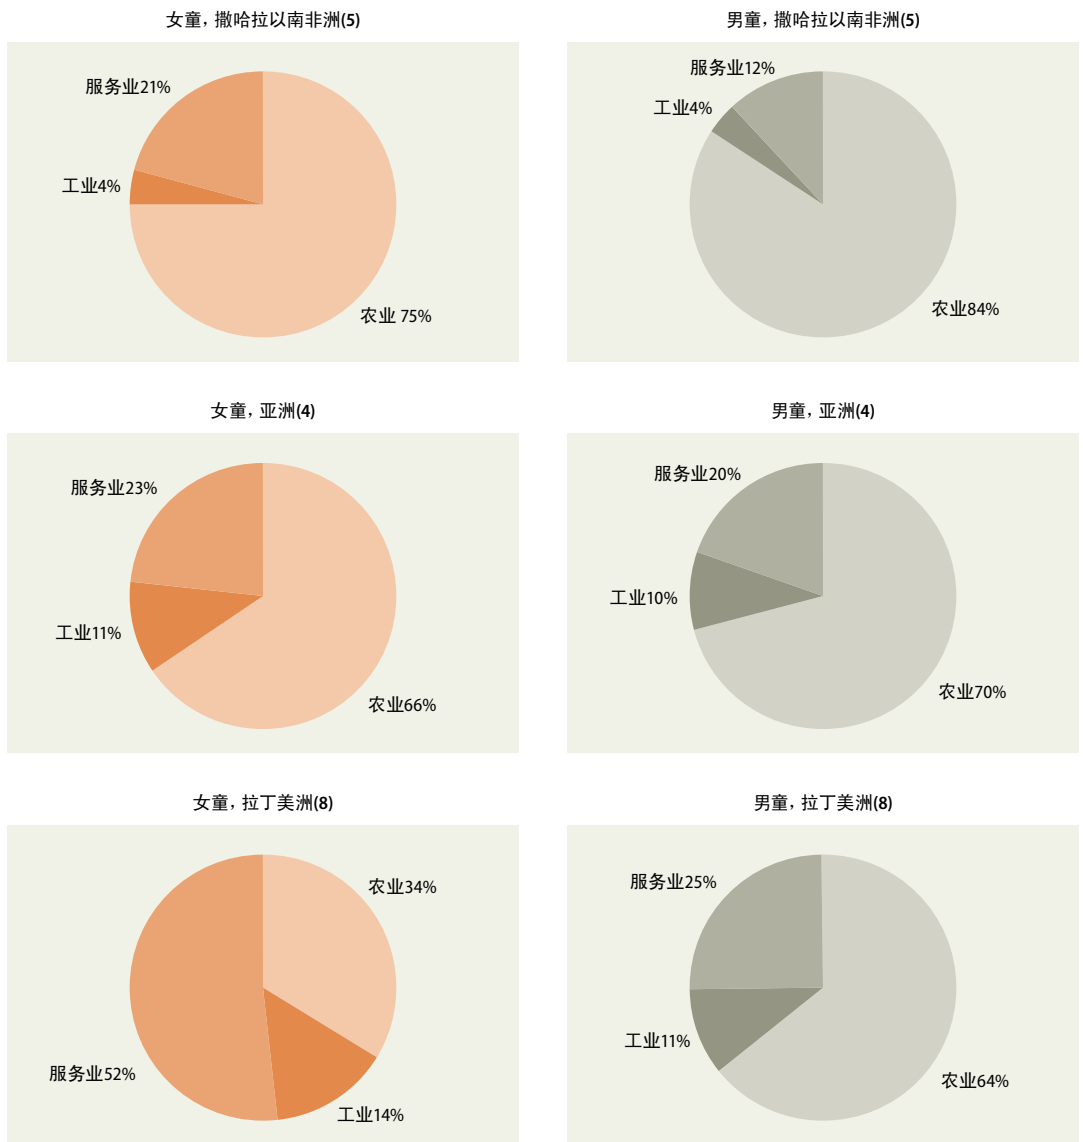 女童，撒哈拉以南非洲(5)
服务业21%
工业4%
农业 75%
男童，撒哈拉以南非洲(5)
服务业12%
工业4%
农业84%
女童，亚洲(4)
服务业23%
工业11%
农业66%
男童，亚洲(4)
服务业20%
工业10%
农业70%
女童，拉丁美洲(8)
农业34%
服务业52%
工业14%
男童，拉丁美洲(8)
服务业25%
工业11%
农业64%